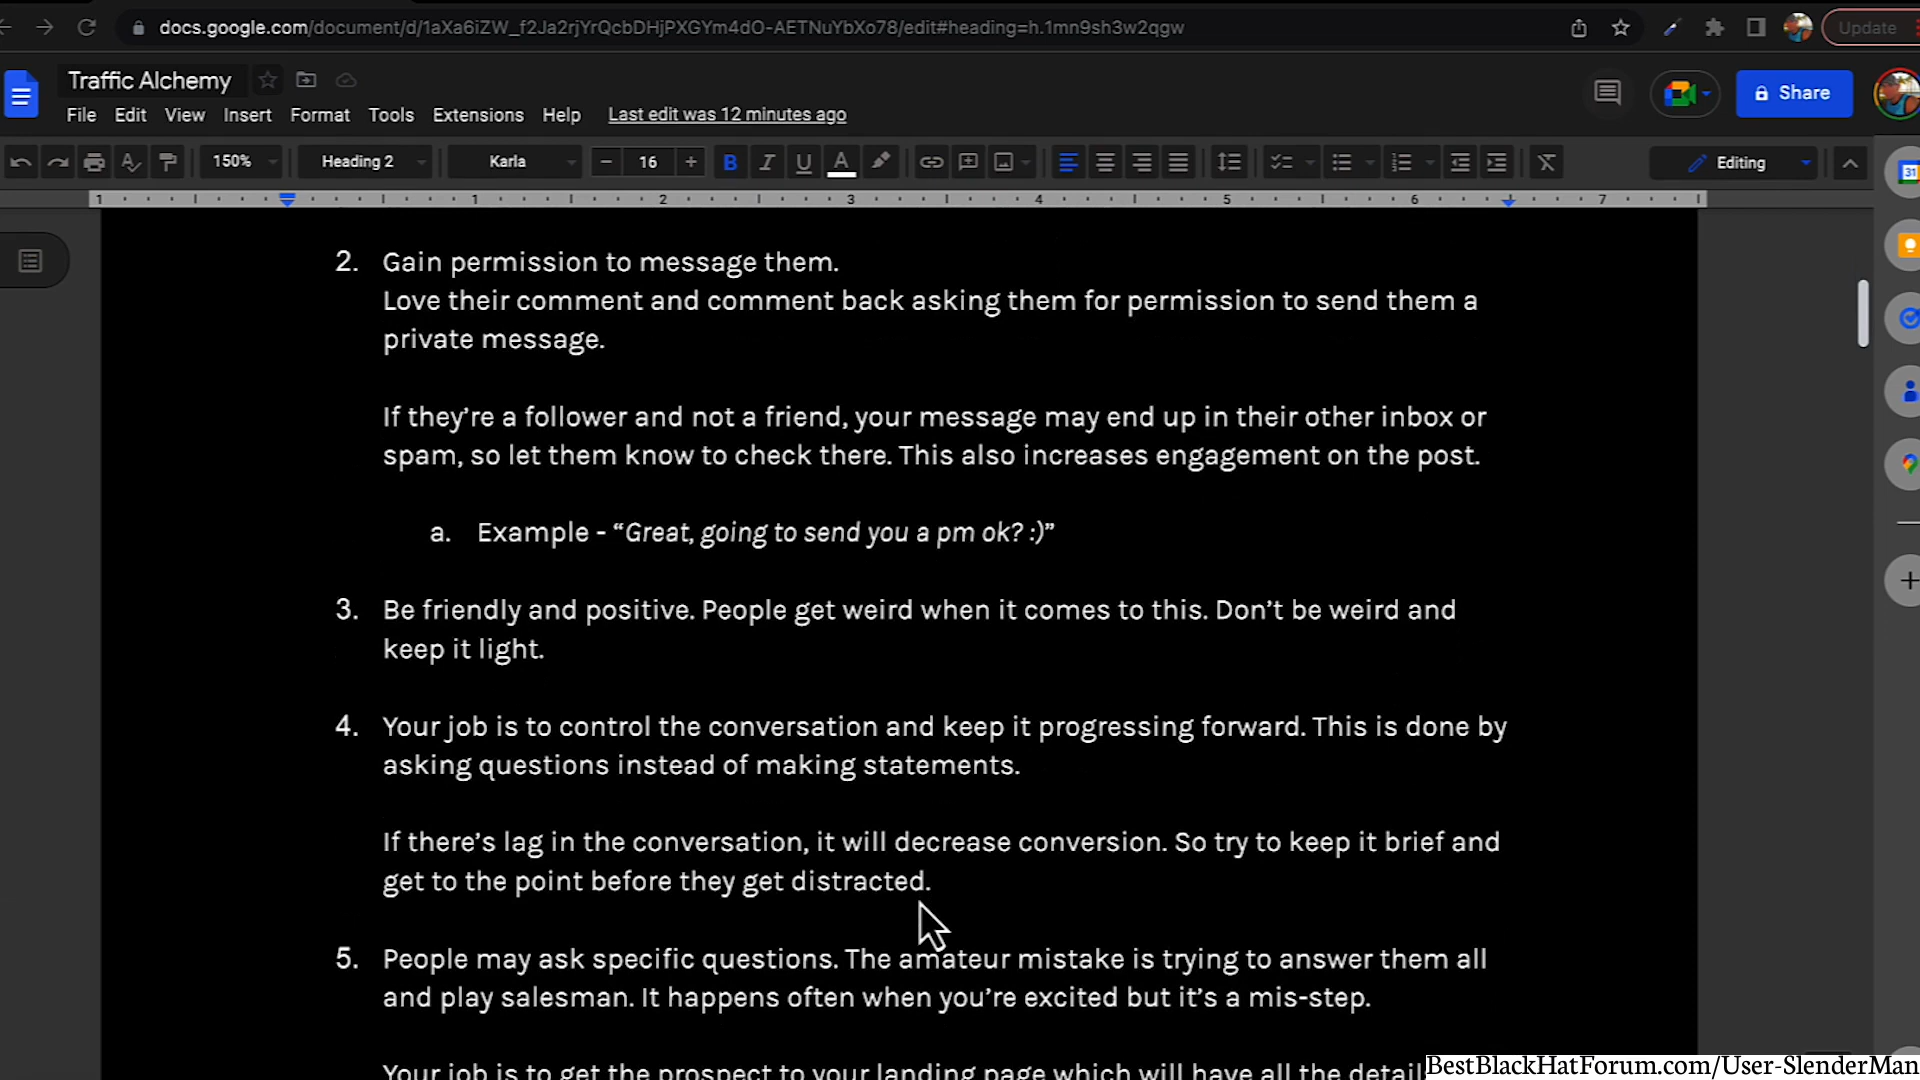 docs.google.com/document/d/1aXa6iZW_f2Ja2rjYrQcbDHjPXGYm4dO-AETNuYbXo78/edit#heading=h.1mn9sh3w2qgw
Update
Traffic Alchemy
Share
File Edit View Insert Format Tools Extensions Help Last edit was 12 minutes ago
150% Heading 2 Karla 16 Editing
1 1 2 3 4 5 6 7
31
2. Gain permission to message them.
Love their comment and comment back asking them for permission to send them a
private message.
If they’re a follower and not a friend, your message may end up in their other inbox or
spam, so let them know to check there. This also increases engagement on the post.
a. Example - “Great, going to send you a pm ok? :)”
3. Be friendly and positive. People get weird when it comes to this. Don’t be weird and
keep it light.
4. Your job is to control the conversation and keep it progressing forward. This is done by
asking questions instead of making statements.
If there’s lag in the conversation, it will decrease conversion. So try to keep it brief and
get to the point before they get distracted.
5. People may ask specific questions. The amateur mistake is trying to answer them all
and play salesman. It happens often when you’re excited but it’s a mis-step.
Your job is to get the prospect to your landing page which will have all the detail
BestBlackHatForum.com/User-SlenderMan